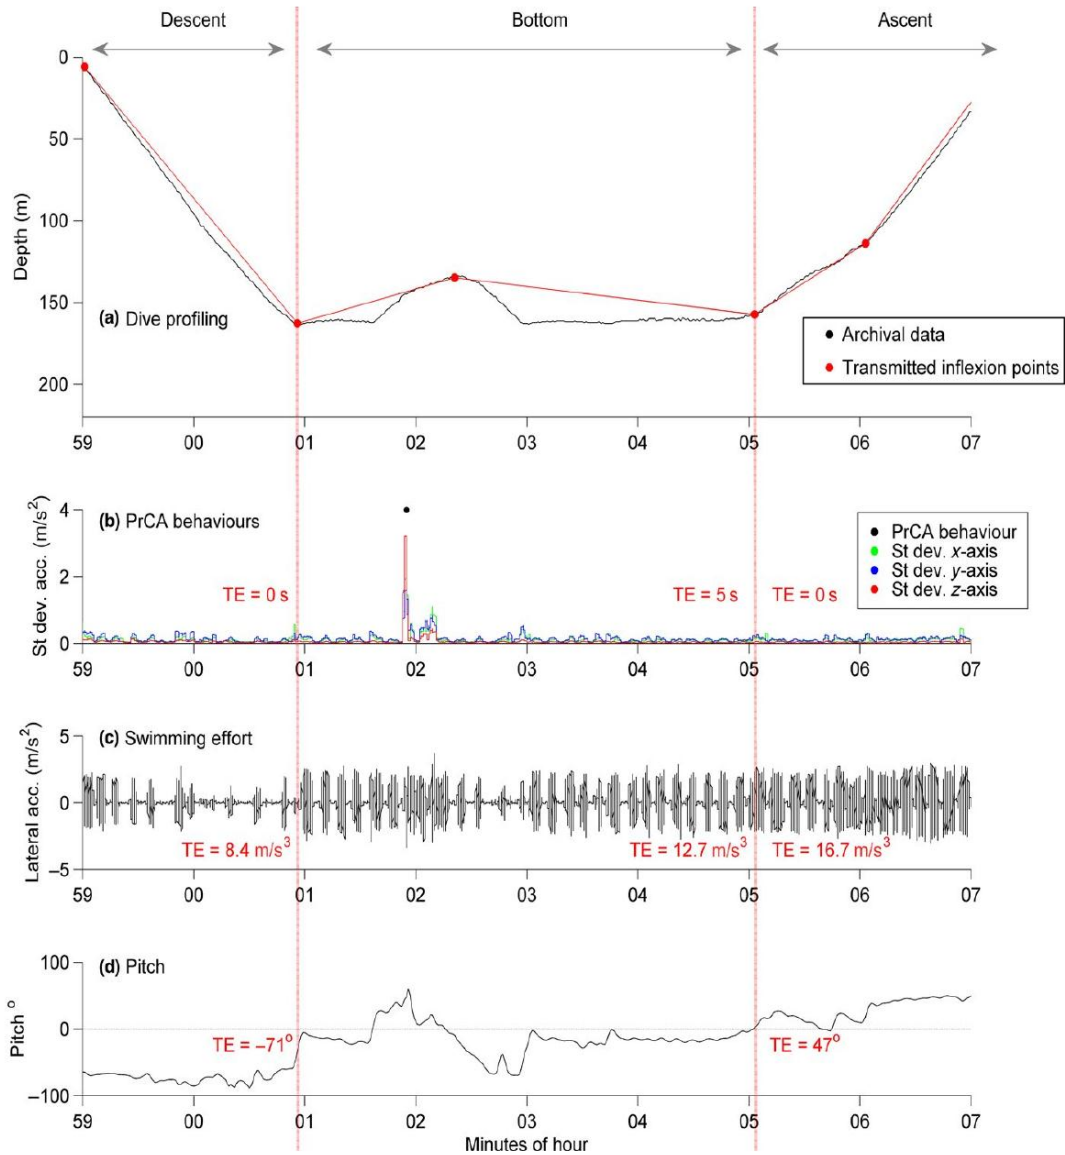 Descent Bottom Ascent
0
50
100
150
200
Depth (m)
(a) Dive profiling
Archival data
Transmitted inflexion points
59 00 01 02 03 04 05 06 07
4
2
0
St dev. acc. (m/s²)
(b) PrCA behaviours
PrCA behaviour
St dev. x-axis
St dev. y-axis
St dev. z-axis
TE = 0 s TE = 5 s TE = 0 s
59 00 01 02 03 04 05 06 07
5
0
−5
Lateral acc. (m/s²)
(c) Swimming effort
TE = 8.4 m/s³ TE = 12.7 m/s³ TE = 16.7 m/s³
59 00 01 02 03 04 05 06 07
100
0
−100
Pitch °
(d) Pitch
TE = −71° TE = 47°
59 00 01 02 03 04 05 06 07
Minutes of hour